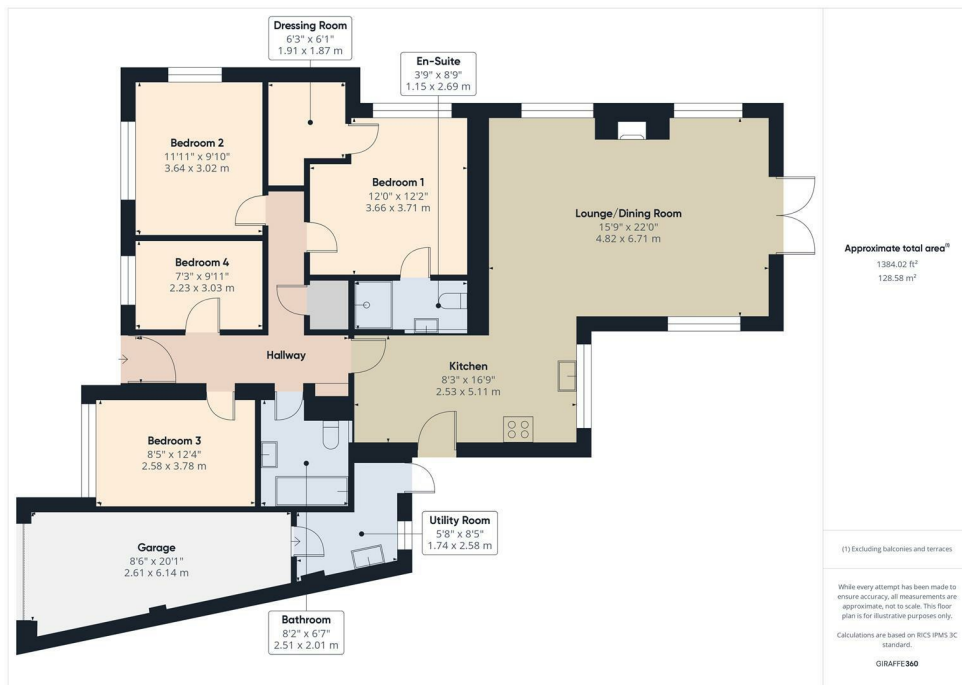 Dressing Room
6'3" x 6'1"
1.91 x 1.87 m
En-Suite
3'9" x 8'9"
1.15 x 2.69 m
Bedroom 2
11'11" x 9'10"
3.64 x 3.02 m
Bedroom 1
12'0" x 12'2"
3.66 x 3.71 m
Lounge/Dining Room
15'9" x 22'0"
4.82 x 6.71 m
Bedroom 4
7'3" x 9'11"
2.23 x 3.03 m
Hallway
Kitchen
8'3" x 16'9"
2.53 x 5.11 m
Bedroom 3
8'5" x 12'4"
2.58 x 3.78 m
Utility Room
5'8" x 8'5"
1.74 x 2.58 m
Garage
8'6" x 20'1"
2.61 x 6.14 m
Bathroom
8'2" x 6'7"
2.51 x 2.01 m
Approximate total area⁽¹⁾
1384.02 ft²
128.58 m²
(1) Excluding balconies and terraces
While every attempt has been made to
ensure accuracy, all measurements are
approximate, not to scale. This floor
plan is for illustrative purposes only.
Calculations are based on RICS IPMS 3C
standard.
GIRAFFE360